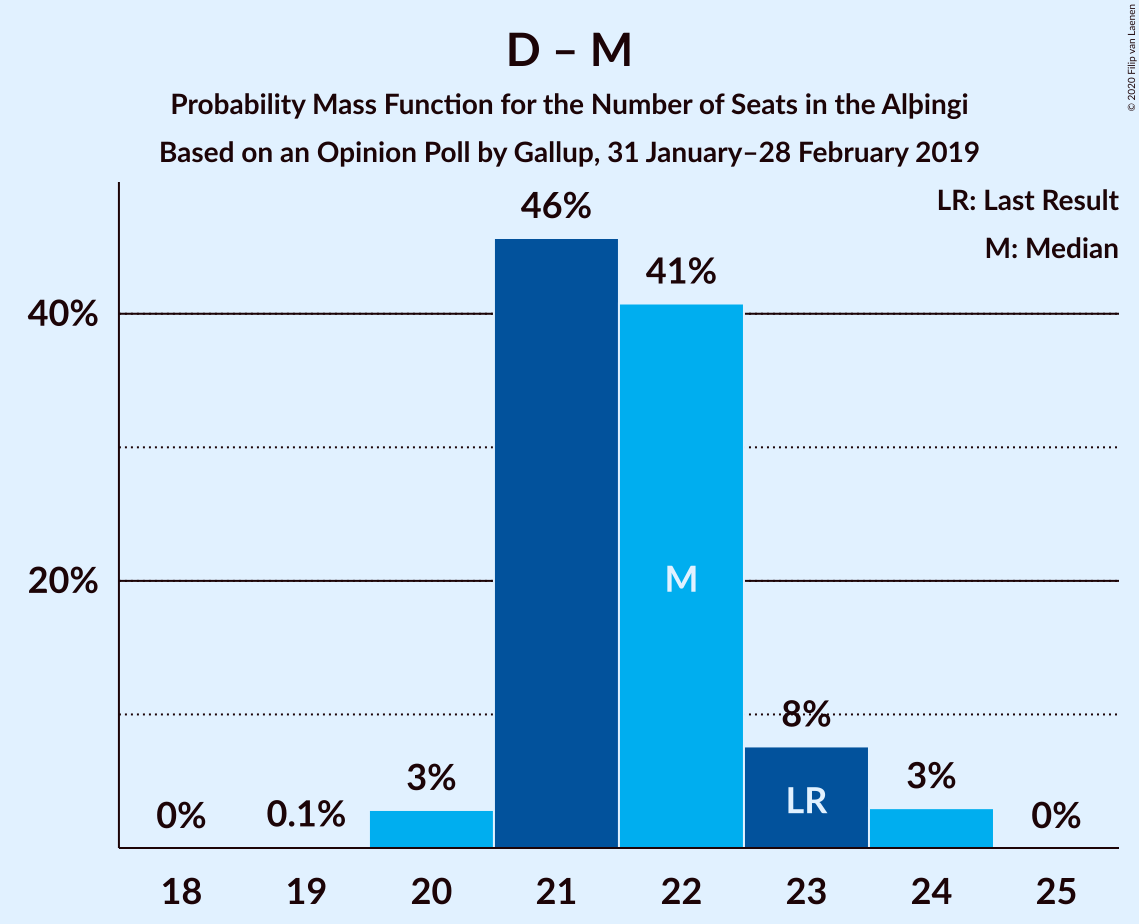 D – M
Probability Mass Function for the Number of Seats in the Alþingi
Based on an Opinion Poll by Gallup, 31 January–28 February 2019
© 2020 Filip van Laenen
LR: Last Result
M: Median
46%
41%
40%
20%
M
8%
LR
3%
3%
0%
0.1%
0%
18 19 20 21 22 23 24 25